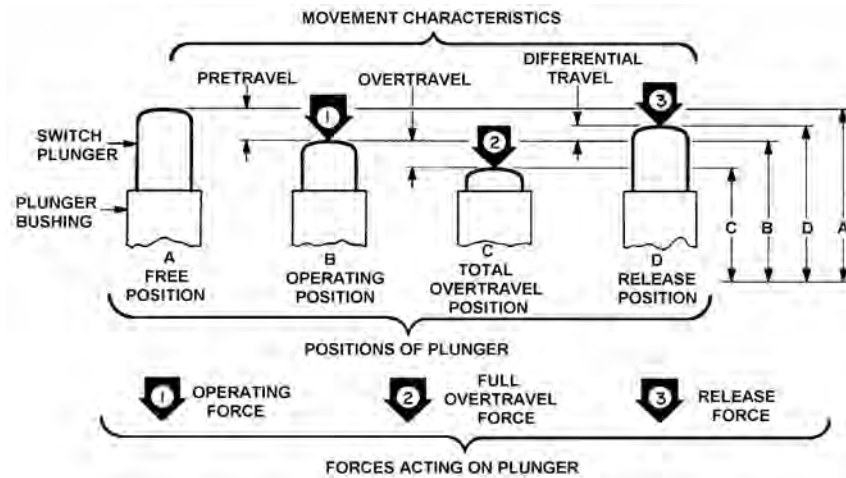 MOVEMENT CHARACTERISTICS
PRETRAVEL
OVERTRAVEL
DIFFERENTIAL
TRAVEL
1
2
3
SWITCH
PLUNGER
PLUNGER
BUSHING
A
FREE
POSITION
B
OPERATING
POSITION
C
TOTAL
OVERTRAVEL
POSITION
D
RELEASE
POSITION
C
B
D
A
POSITIONS OF PLUNGER
1
OPERATING
FORCE
2
FULL
OVERTRAVEL
FORCE
3
RELEASE
FORCE
FORCES ACTING ON PLUNGER